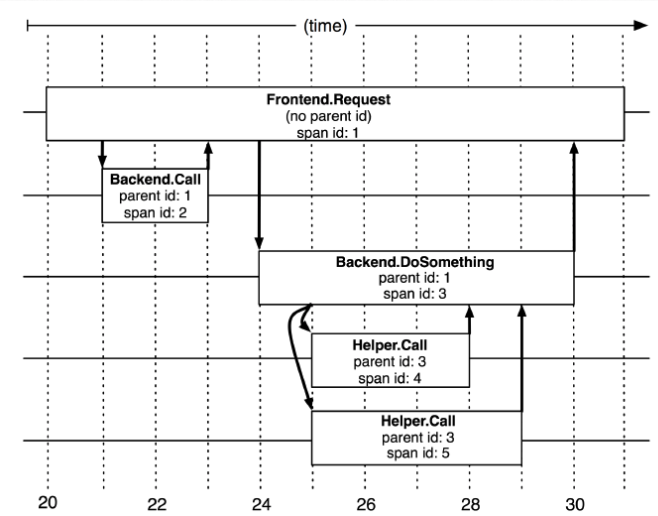 (time)
Frontend.Request
(no parent id)
span id: 1
Backend.Call
parent id: 1
span id: 2
Backend.DoSomething
parent id: 1
span id: 3
Helper.Call
parent id: 3
span id: 4
Helper.Call
parent id: 3
span id: 5
20 22 24 26 28 30